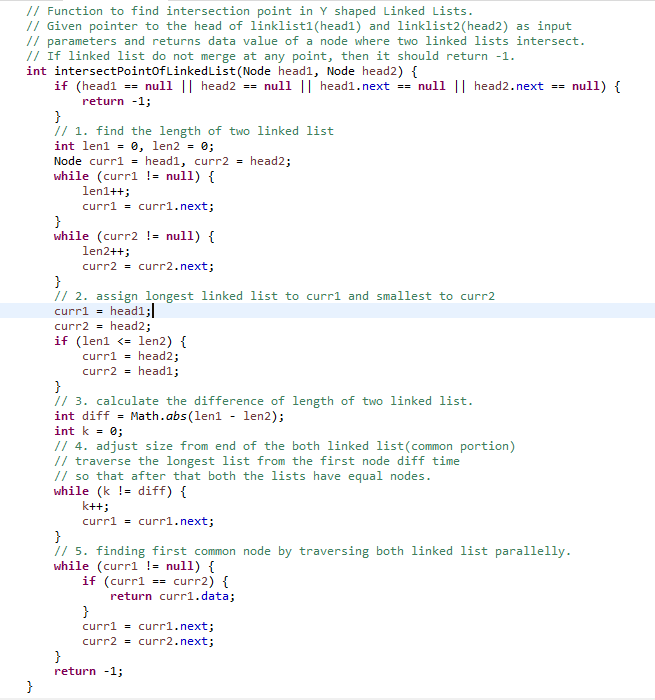 // Function to find intersection point in Y shaped Linked Lists.
// Given pointer to the head of linklist1(head1) and linklist2(head2) as input
// parameters and returns data value of a node where two linked lists intersect.
// If linked list do not merge at any point, then it should return -1.
int intersectPointOfLinkedList(Node head1, Node head2) {
    if (head1 == null || head2 == null || head1.next == null || head2.next == null) {
        return -1;
    }
    // 1. find the length of two linked list
    int len1 = 0, len2 = 0;
    Node curr1 = head1, curr2 = head2;
    while (curr1 != null) {
        len1++;
        curr1 = curr1.next;
    }
    while (curr2 != null) {
        len2++;
        curr2 = curr2.next;
    }
    // 2. assign longest linked list to curr1 and smallest to curr2
    curr1 = head1;
    curr2 = head2;
    if (len1 <= len2) {
        curr1 = head2;
        curr2 = head1;
    }
    // 3. calculate the difference of length of two linked list.
    int diff = Math.abs(len1 - len2);
    int k = 0;
    // 4. adjust size from end of the both linked list(common portion)
    // traverse the longest list from the first node diff time
    // so that after that both the lists have equal nodes.
    while (k != diff) {
        k++;
        curr1 = curr1.next;
    }
    // 5. finding first common node by traversing both linked list parallelly.
    while (curr1 != null) {
        if (curr1 == curr2) {
            return curr1.data;
        }
        curr1 = curr1.next;
        curr2 = curr2.next;
    }
    return -1;
}